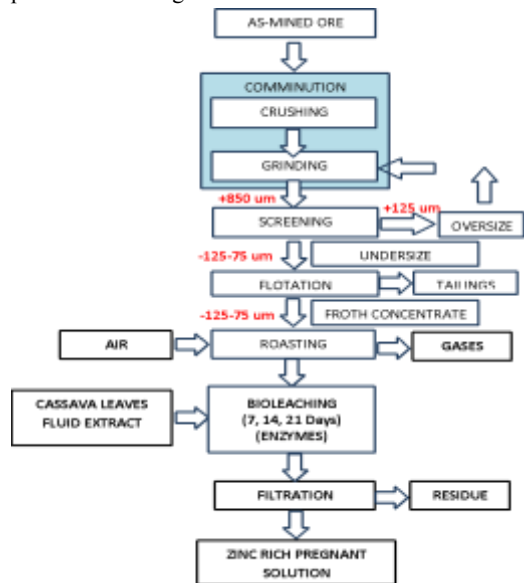 AS-MINED ORE
COMMINUTION
CRUSHING
GRINDING
+850 um
+125 um
SCREENING
OVERSIZE
-125-75 um
UNDERSIZE
FLOTATION
TAILINGS
-125-75 um
FROTH CONCENTRATE
AIR
ROASTING
GASES
CASSAVA LEAVES
FLUID EXTRACT
BIOLEACHING
(7, 14, 21 Days)
(ENZYMES)
FILTRATION
RESIDUE
ZINC RICH PREGNANT
SOLUTION